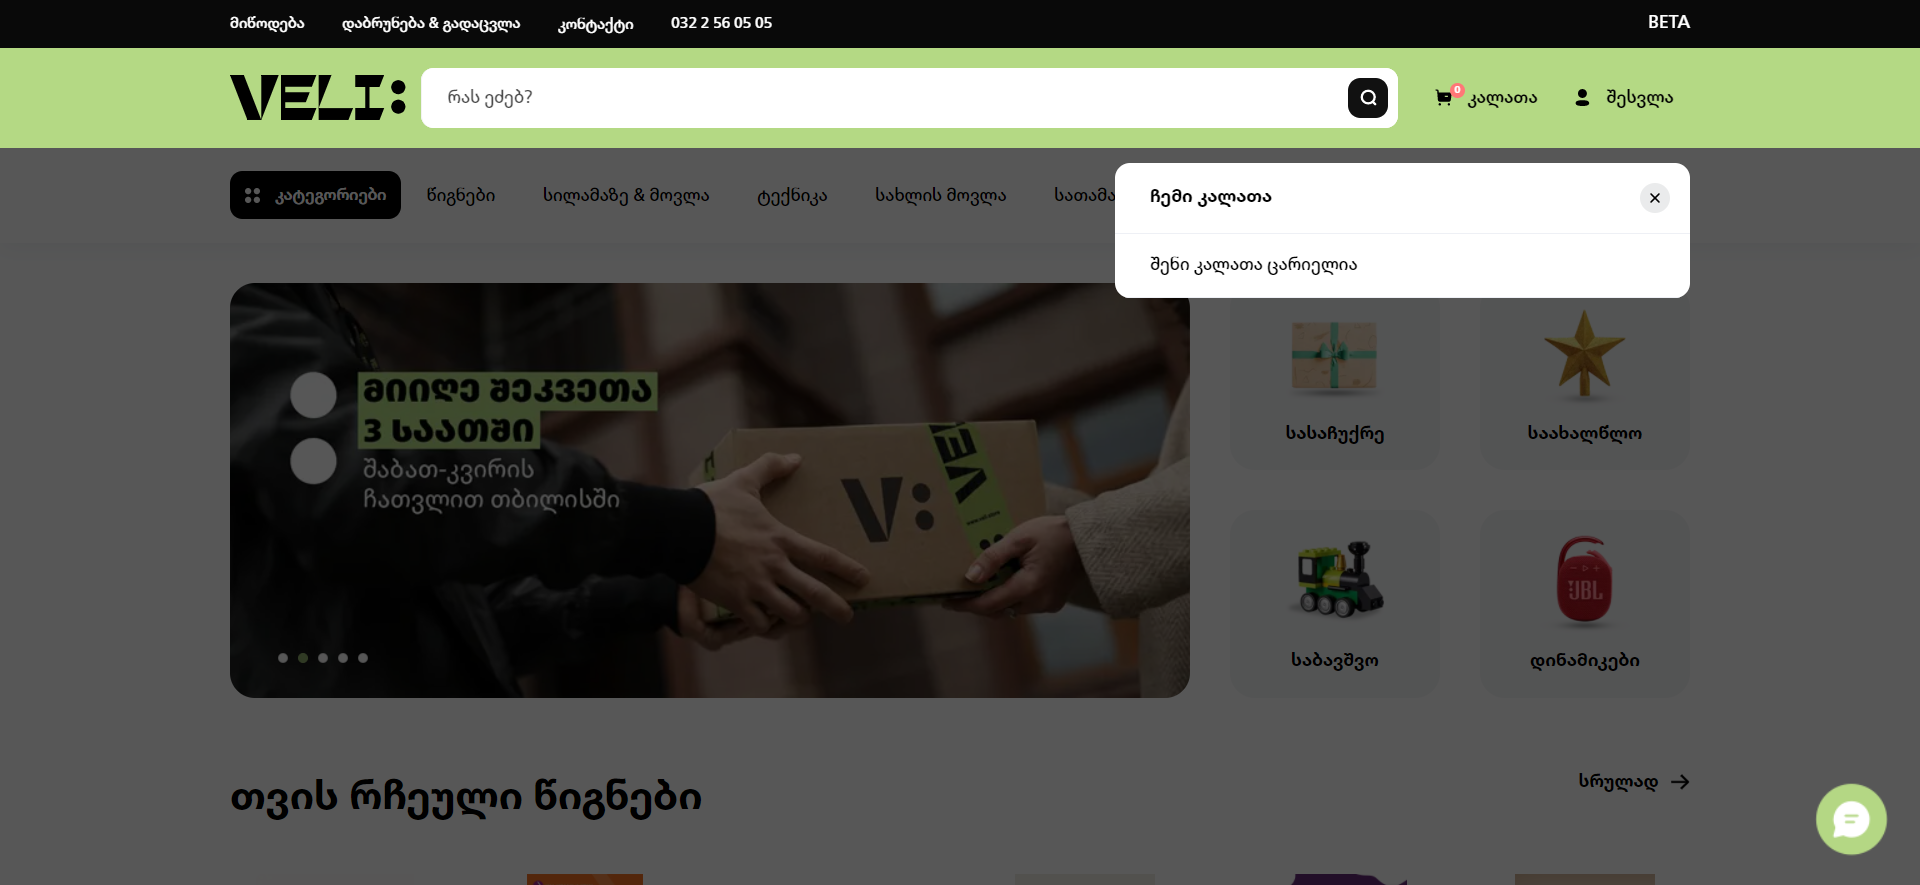 მიწოდება
დაბრუნება & გადაცვლა
კონტაქტი
032 2 56 05 05
BETA
VELI:
რას ეძებ?
0
კალათა
შესვლა
კატეგორიები
წიგნები
სილამაზე & მოვლა
ტექნიკა
სახლის მოვლა
სათამა
ჩემი კალათა
შენი კალათა ცარიელია
მიიღე შეკვეთა
3 საათში
შაბათ-კვირის
ჩათვლით თბილისში
V:
სასაჩუქრე
საახალწლო
JBL
საბავშვო
დინამიკები
თვის რჩეული წიგნები
სრულად